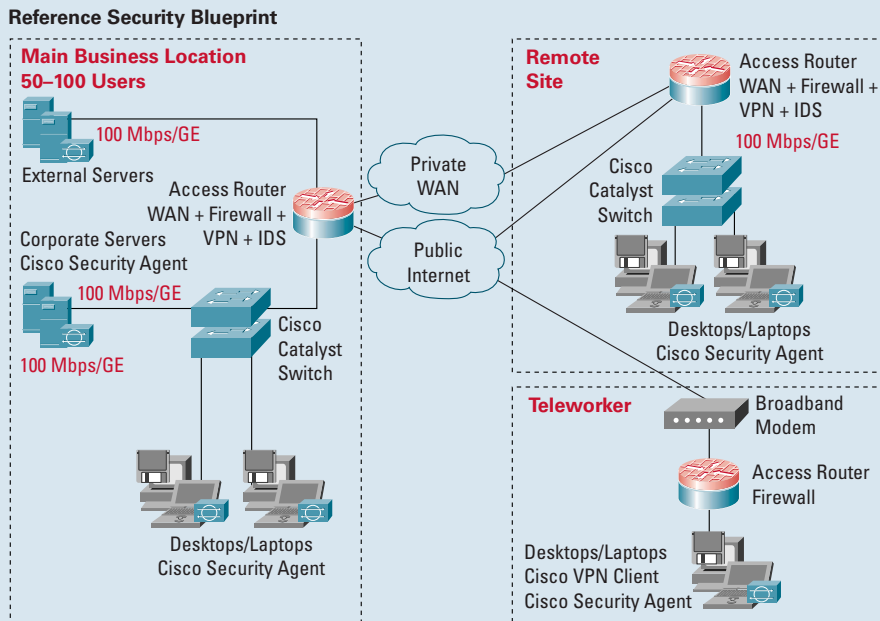 Reference Security Blueprint
Main Business Location
50–100 Users
100 Mbps/GE
External Servers
Access Router
WAN + Firewall +
VPN + IDS
Corporate Servers
Cisco Security Agent
100 Mbps/GE
100 Mbps/GE
Cisco
Catalyst
Switch
Desktops/Laptops
Cisco Security Agent
Private
WAN
Public
Internet
Remote
Site
Access Router
WAN + Firewall +
VPN + IDS
100 Mbps/GE
Cisco
Catalyst
Switch
Desktops/Laptops
Cisco Security Agent
Teleworker
Broadband
Modem
Access Router
Firewall
Desktops/Laptops
Cisco VPN Client
Cisco Security Agent